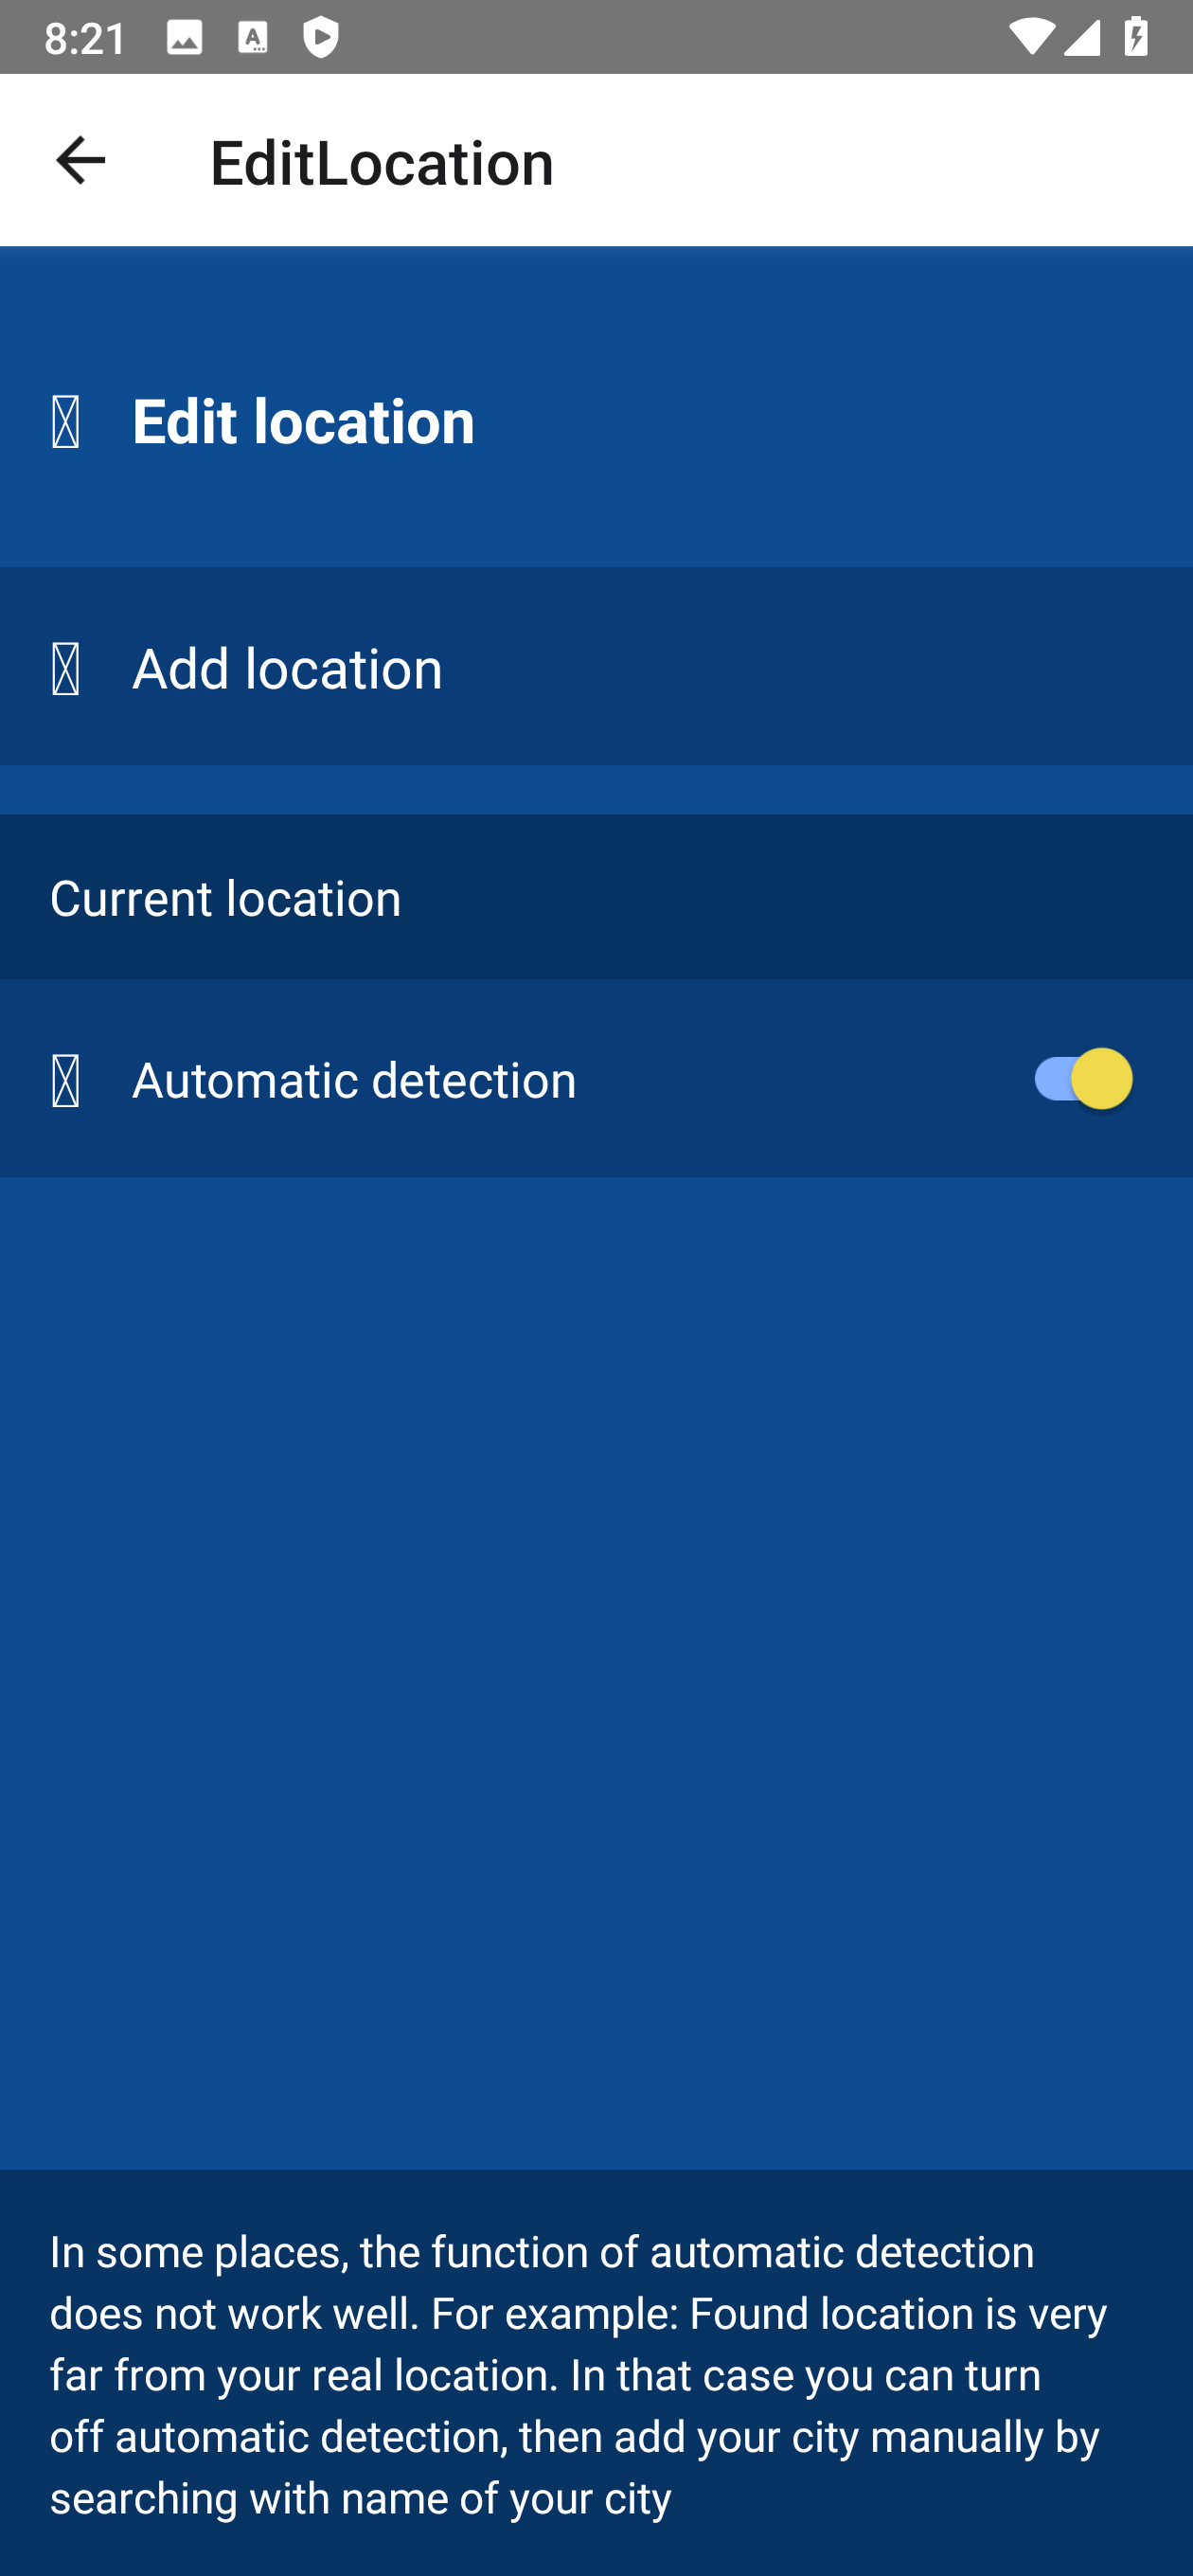 8:21
EditLocation
Edit location
Add location
Current location
Automatic detection
In some places, the function of automatic detection
does not work well. For example: Found location is very
far from your real location. In that case you can turn
off automatic detection, then add your city manually by
searching with name of your city